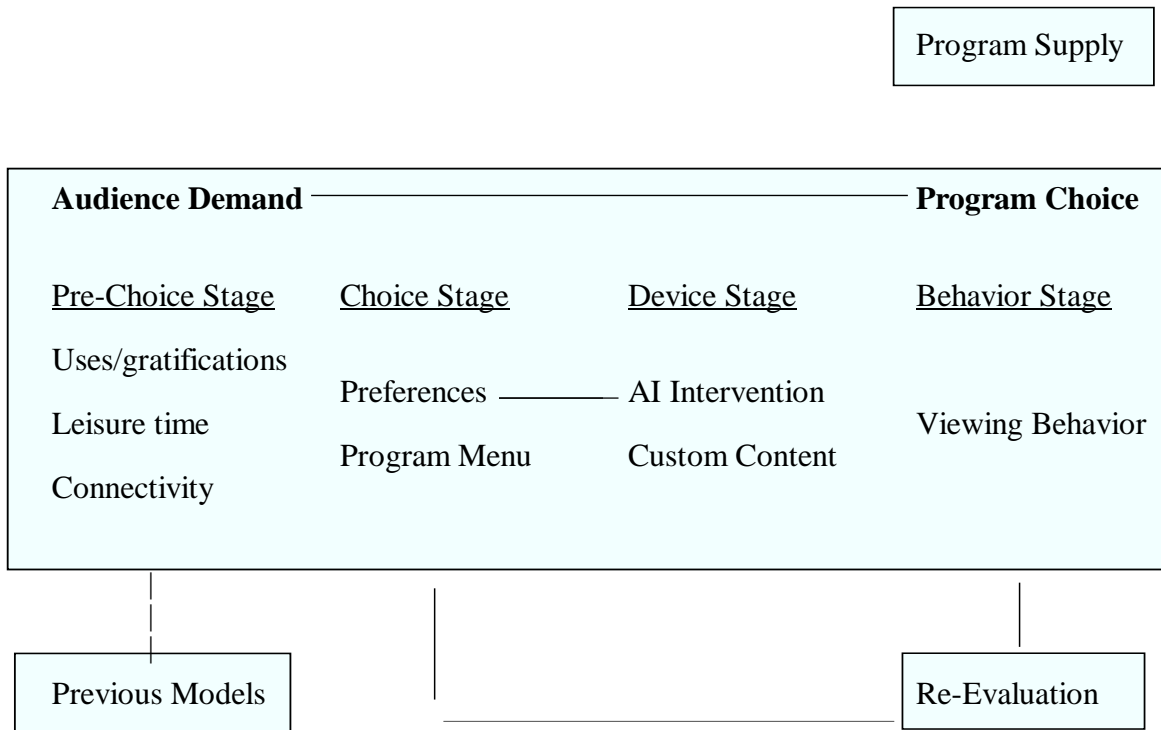 Program Supply
Audience Demand Program Choice
Pre-Choice Stage Choice Stage Device Stage Behavior Stage
Uses/gratifications
Preferences AI Intervention
Leisure time Viewing Behavior
Program Menu Custom Content
Connectivity
Previous Models Re-Evaluation